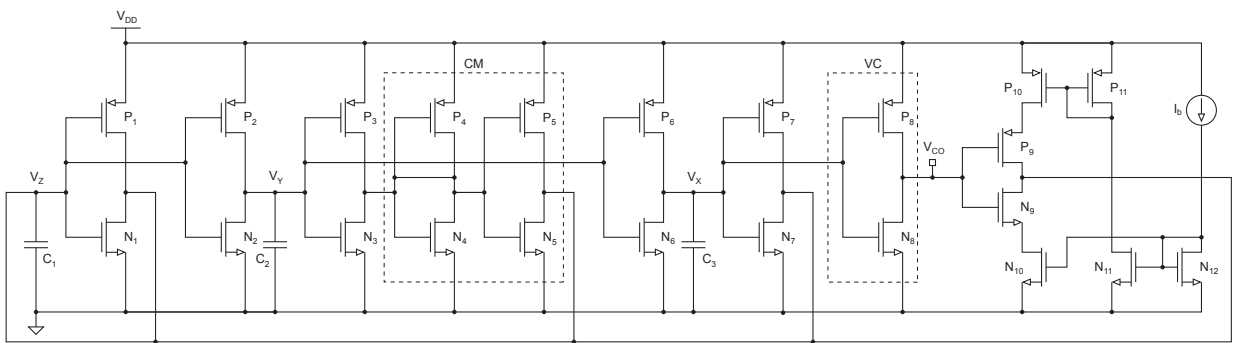 V_DD
CM
VC
P_1
P_2
P_3
P_4
P_5
P_6
P_7
P_8
P_10
P_11
I_b
V_CO
P_9
V_Z
V_Y
V_X
N_1
N_2
N_3
N_4
N_5
N_6
N_7
N_8
N_9
C_1
C_2
C_3
N_10
N_11
N_12